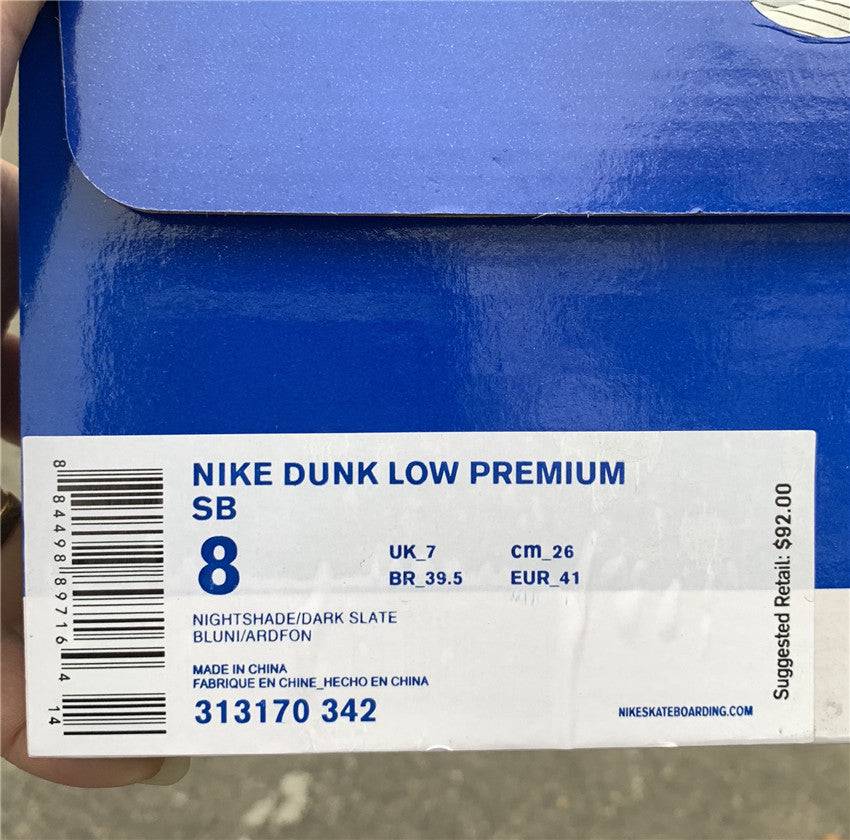 NIKE DUNK LOW PREMIUM
SB
8
UK_7
cm_26
BR_39.5
EUR_41
NIGHTSHADE/DARK SLATE
BLUNI/ARDFON
MADE IN CHINA
FABRIQUE EN CHINE_HECHO EN CHINA
313170 342
NIKESKATEBOARDING.COM
Suggested Retail: $92.00
8 84498 89716 4
14